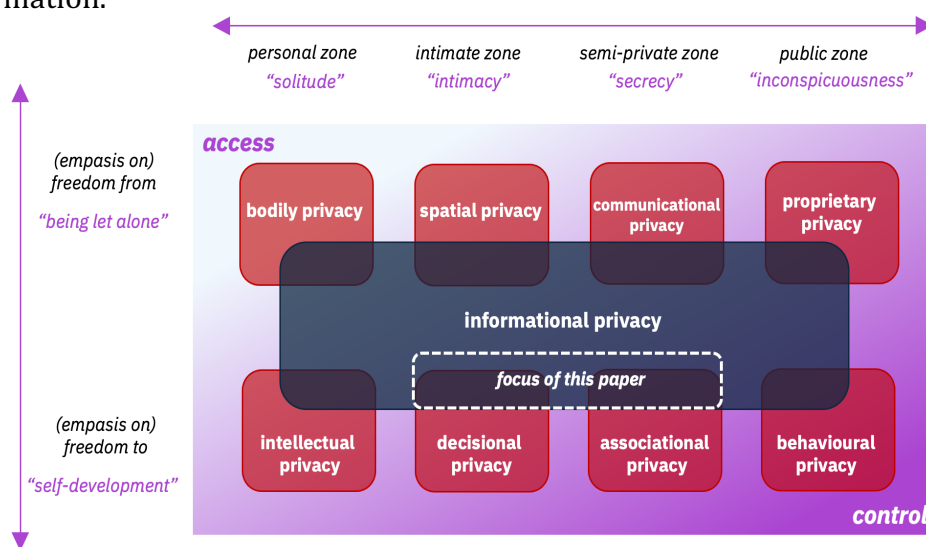 mation.
personal zone
intimate zone
semi-private zone
public zone
“solitude”
“intimacy”
“secrecy”
“inconspicuousness”
access
(empasis on)
freedom from
“being let alone”
bodily privacy
spatial privacy
communicational
privacy
proprietary
privacy
informational privacy
focus of this paper
(empasis on)
freedom to
“self-development”
intellectual
privacy
decisional
privacy
associational
privacy
behavioural
privacy
control